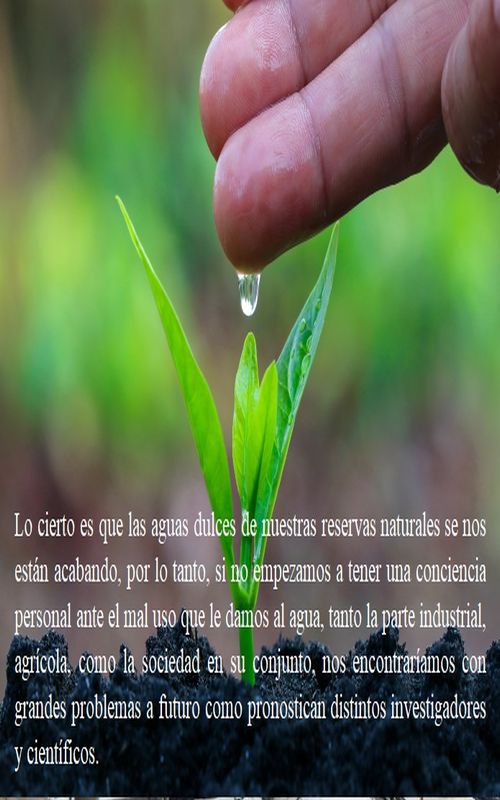 Lo cierto es que las aguas dulces de nuestras reservas naturales se nos
están acabando, por lo tanto, si no empezamos a tener una conciencia
personal ante el mal uso que le damos al agua, tanto la parte industrial,
agrícola, como la sociedad en su conjunto, nos encontraríamos con
grandes problemas a futuro como pronostican distintos investigadores
y científicos.